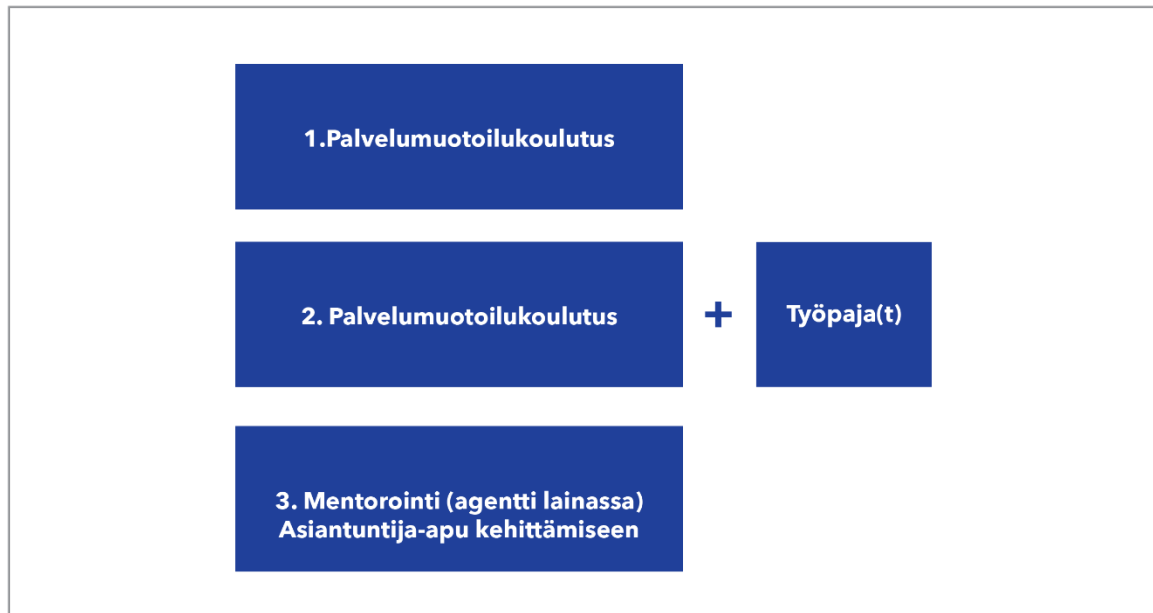 1.Palvelumuotoilukoulutus
2. Palvelumuotoilukoulutus
+
Työpaja(t)
3. Mentorointi (agentti lainassa)
Asiantuntija-apu kehittämiseen